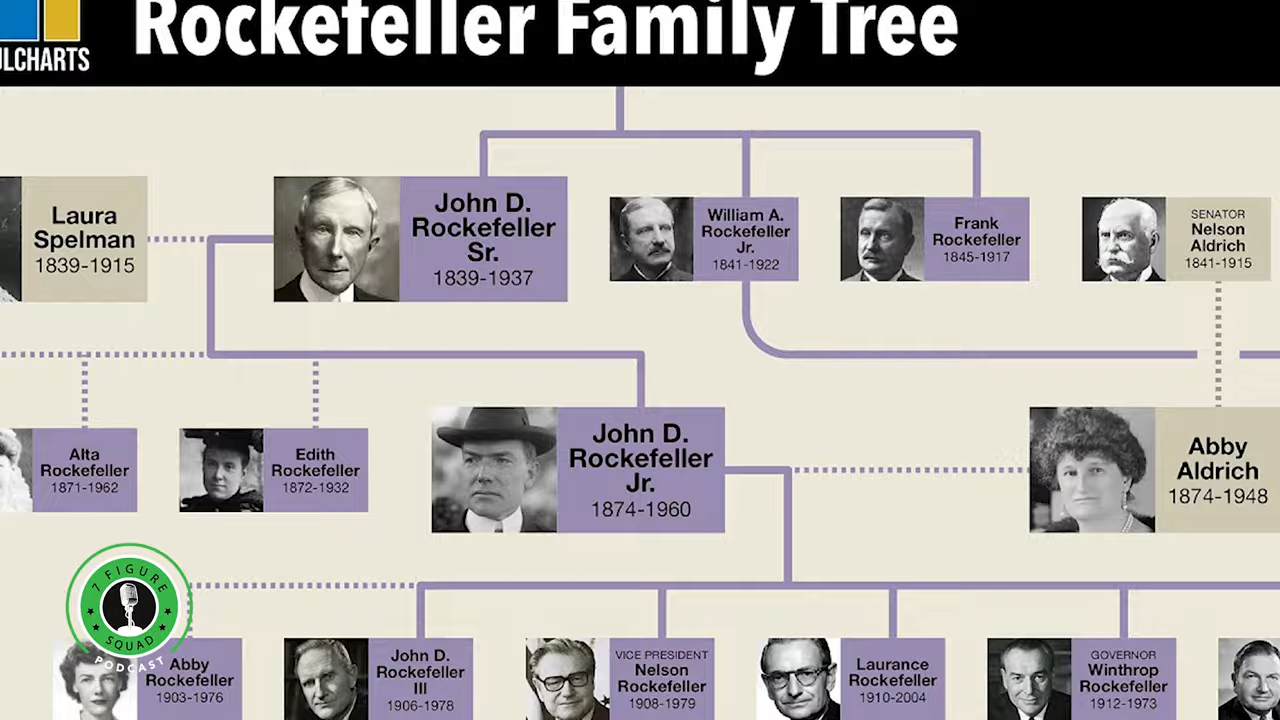 Rockefeller Family Tree
Laura
Spelman
1839-1915
John D.
Rockefeller
Sr.
1839-1937
William A.
Rockefeller
Jr.
1841-1922
Frank
Rockefeller
1845-1917
SENATOR
Nelson
Aldrich
1841-1915
Alta
Rockefeller
1871-1962
Edith
Rockefeller
1872-1932
John D.
Rockefeller
Jr.
1874-1960
Abby
Aldrich
1874-1948
7 FIGURE
SQUAD
PODCAST
Abby
Rockefeller
1903-1976
John D.
Rockefeller
III
1906-1978
VICE PRESIDENT
Nelson
Rockefeller
1908-1979
Laurance
Rockefeller
1910-2004
GOVERNOR
Winthrop
Rockefeller
1912-1973